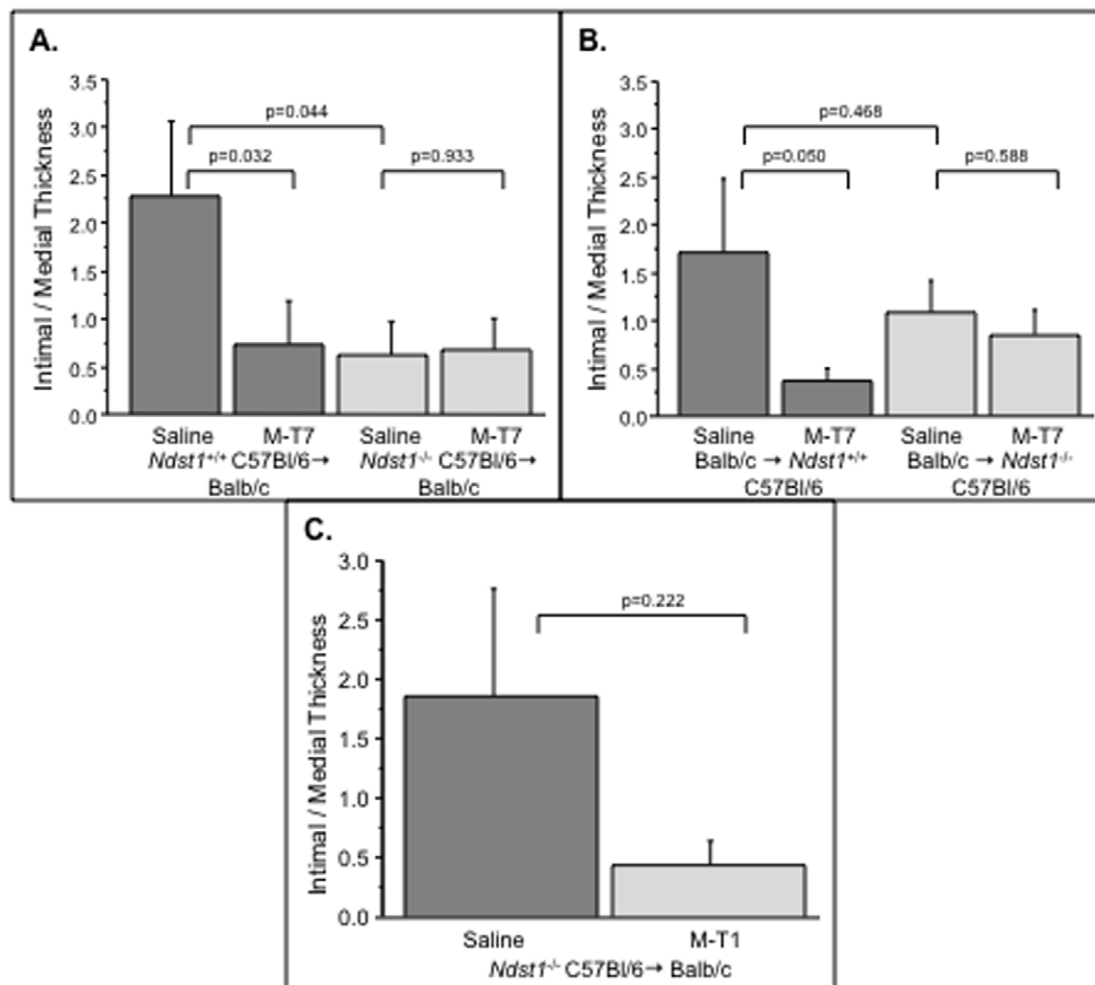 A.
Intimal / Medial Thickness
3.5
3.0
2.5
2.0
1.5
1.0
0.5
0.0
p=0.044
p=0.032 p=0.933
Saline M-T7 Saline M-T7
Ndst1+/+ C57Bl/6→ Ndst1-/- C57Bl/6→
Balb/c Balb/c
B.
Intimal / Medial Thickness
3.5
3.0
2.5
2.0
1.5
1.0
0.5
0.0
p=0.468
p=0.050 p=0.588
Saline M-T7 Saline M-T7
Balb/c → Ndst1+/+ Balb/c → Ndst1-/-
C57Bl/6 C57Bl/6
C.
Intimal / Medial Thickness
3.0
2.5
2.0
1.5
1.0
0.5
0.0
p=0.222
Saline M-T1
Ndst1-/- C57Bl/6→ Balb/c